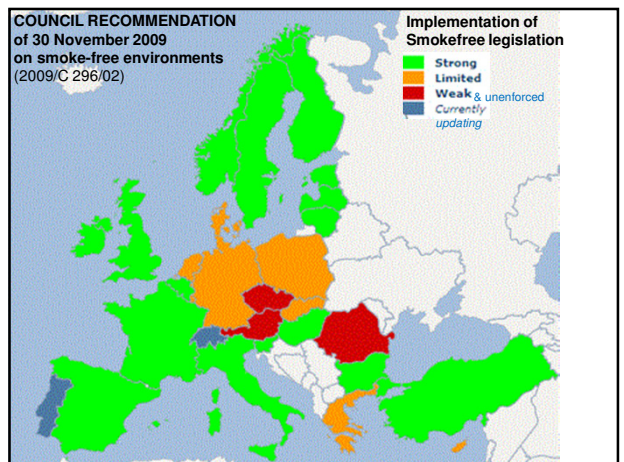 COUNCIL RECOMMENDATION
of 30 November 2009
on smoke-free environments
(2009/C 296/02)
Implementation of
Smokefree legislation
Strong
Limited
Weak & unenforced
Currently
updating